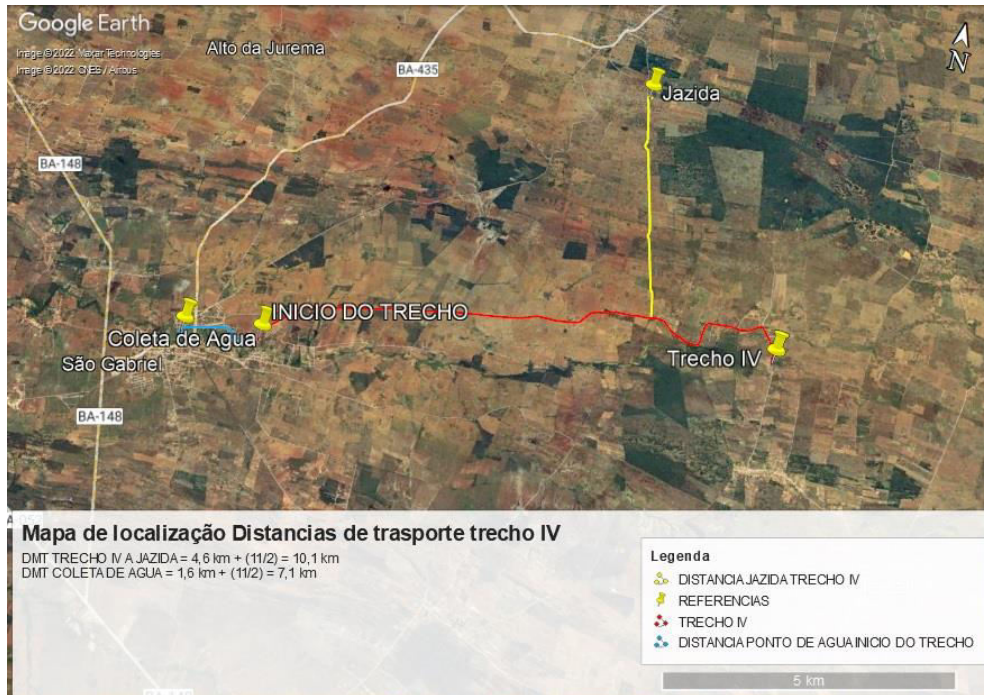 Google Earth
Image © 2022 Maxar Technologies
Image © 2022 CNES / Airbus
Alto da Jurema
BA-435
N
Jazida
BA-148
INICIO DO TRECHO
Coleta de Agua
Trecho IV
São Gabriel
BA-148
Mapa de localização Distancias de trasporte trecho IV
DMT TRECHO IV A JAZIDA = 4,6 km + (11/2) = 10,1 km
DMT COLETA DE AGUA = 1,6 km + (11/2) = 7,1 km
Legenda
DISTANCIA JAZIDA TRECHO IV
REFERENCIAS
TRECHO IV
DISTANCIA PONTO DE AGUA INICIO DO TRECHO
5 km